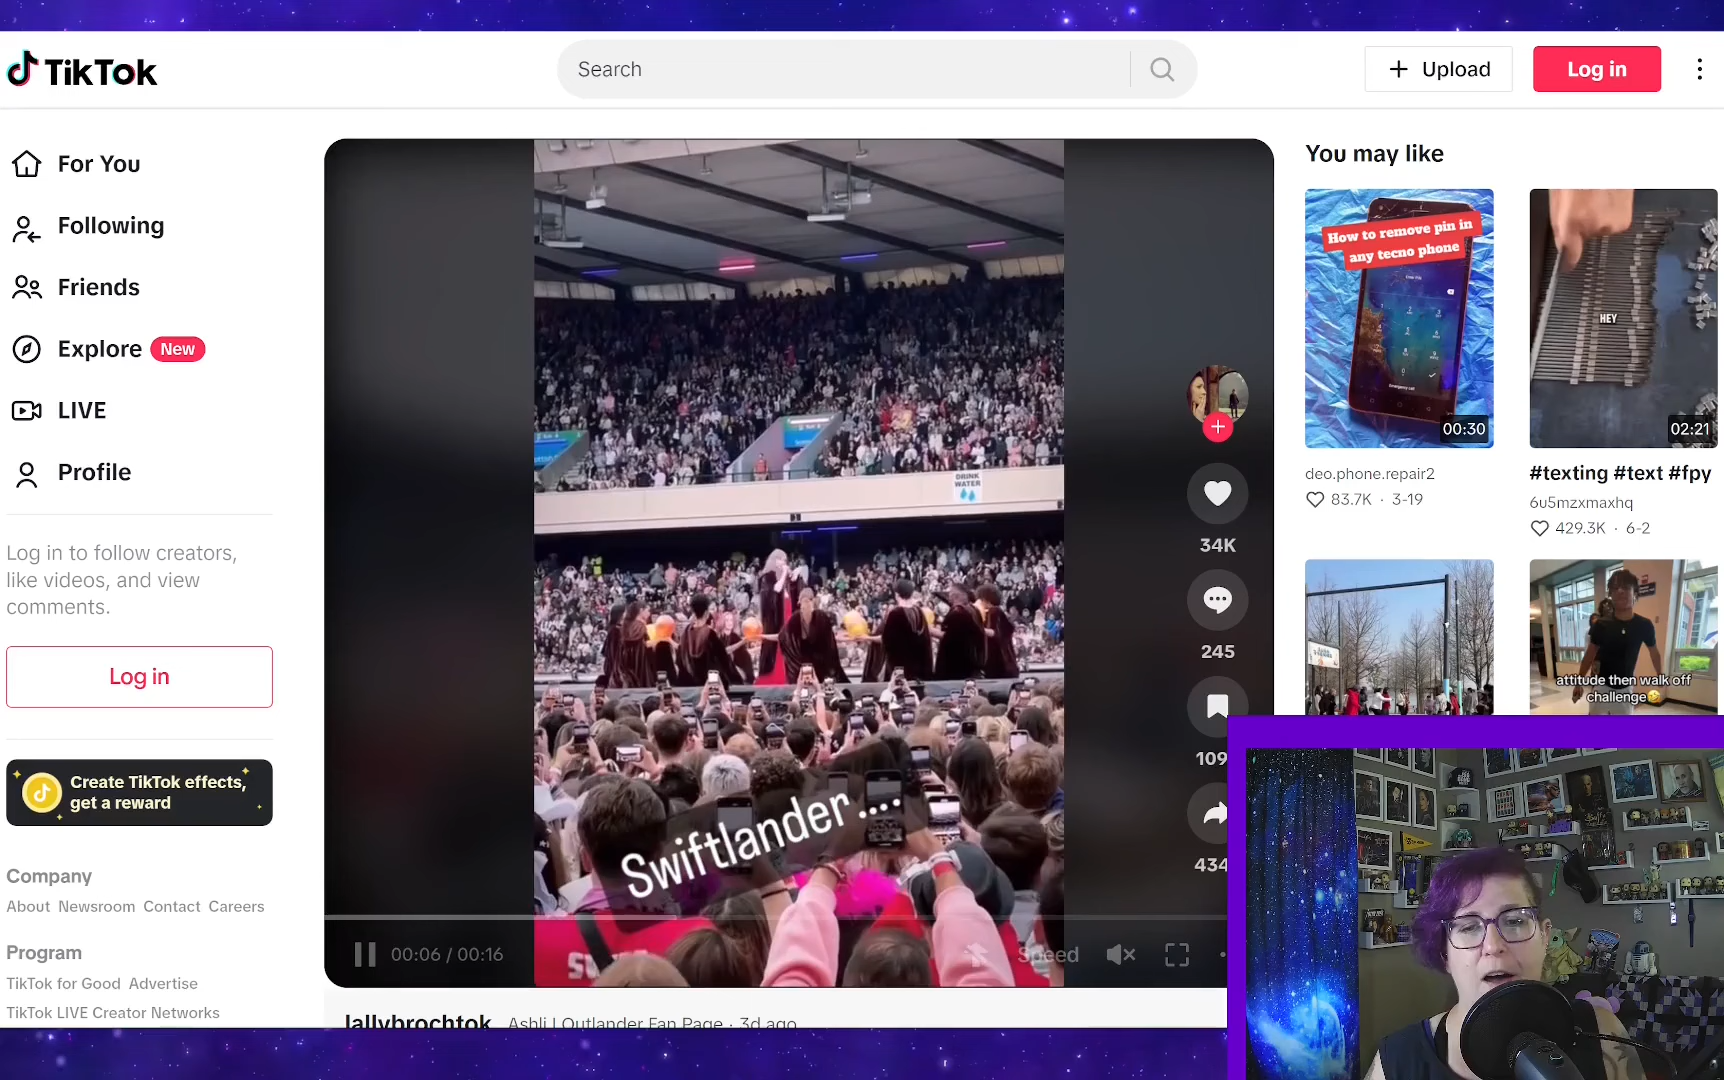 TikTok
Search
Upload
Log in
For You
Following
Friends
Explore New
LIVE
Profile
Log in to follow creators,
like videos, and view
comments.
Log in
Create TikTok effects,
get a reward
Company
About Newsroom Contact Careers
Program
TikTok for Good Advertise
TikTok LIVE Creator Networks
DRINK
WATER
Swiftlander....
00:06 / 00:16
Speed
34K
245
109
434
lallybrochtok Ashli | Outlander Fan Page · 3d ago
You may like
How to remove pin in
any tecno phone
00:30
deo.phone.repair2
83.7K · 3-19
HEY
02:21
#texting #text #fpy
6u5mzxmaxhq
429.3K · 6-2
attitude then walk off
challenge🤣